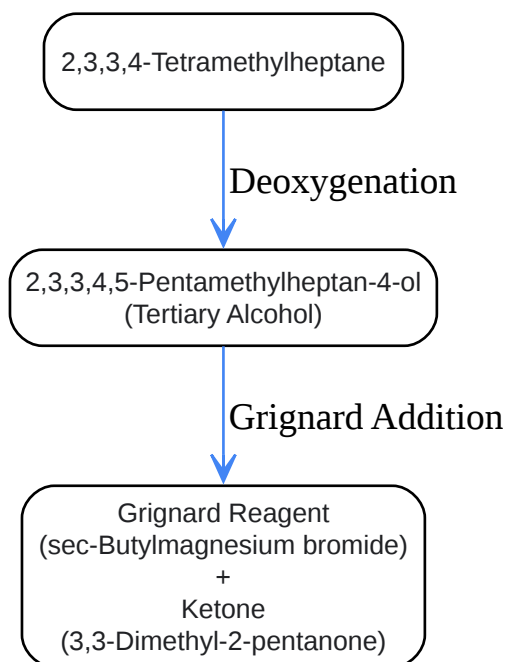 2,3,3,4-Tetramethylheptane
Deoxygenation
2,3,3,4,5-Pentamethylheptan-4-ol
(Tertiary Alcohol)
Grignard Addition
Grignard Reagent
(sec-Butylmagnesium bromide)
+
Ketone
(3,3-Dimethyl-2-pentanone)